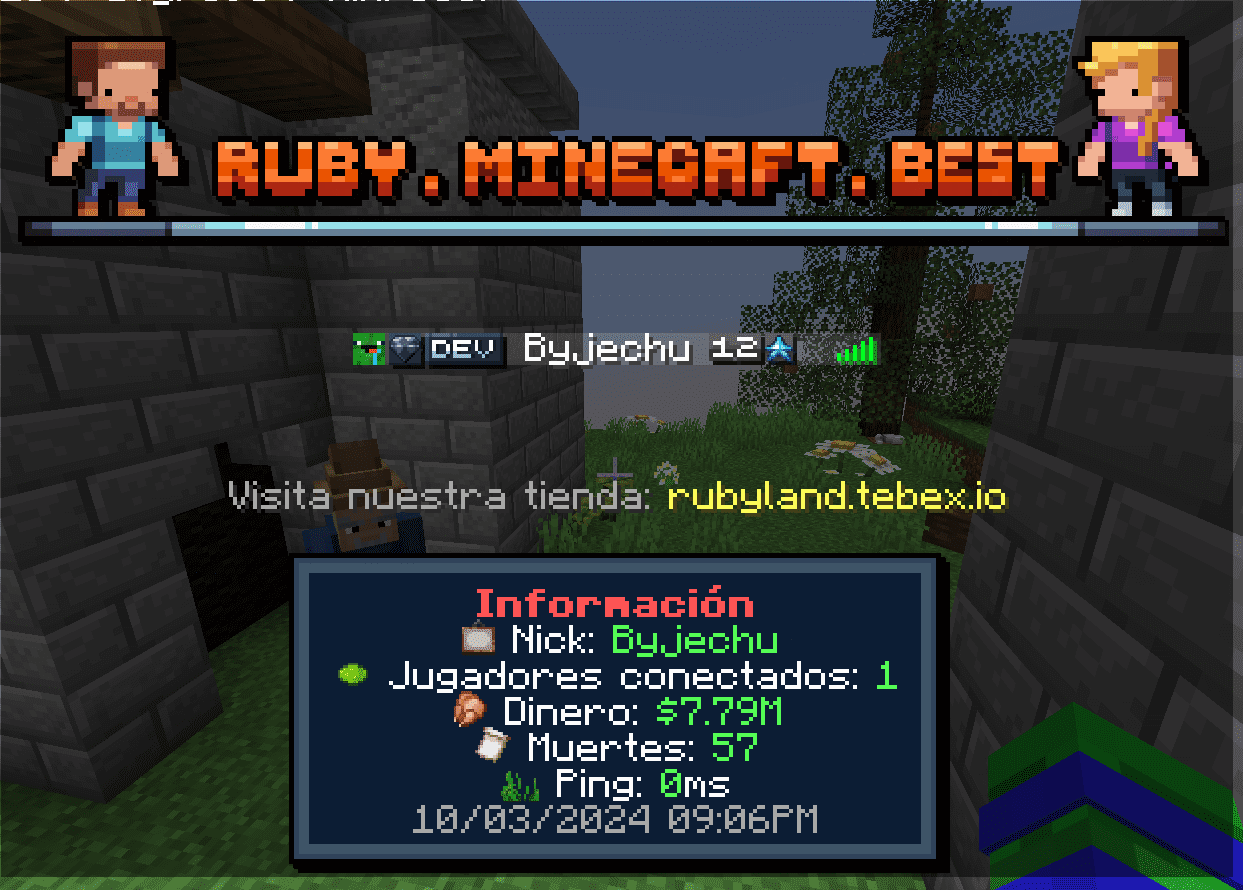 RUBY.MINECAFT.BEST
DEV Byjechu 12
Visita nuestra tienda: rubyland.tebex.io
Información
Nick: Byjechu
Jugadores conectados: 1
Dinero: $7.79M
Muertes: 57
Ping: 0ms
10/03/2024 09:06PM